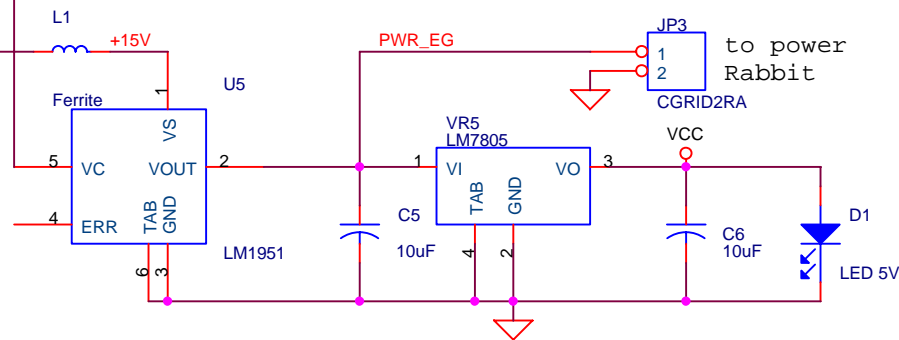 L1
+15V
PWR_EG
JP3
1
2
to power
Rabbit
CGRID2RA
U5
1
Ferrite
VS
5
VC
VOUT
2
4
ERR
TAB
GND
6
3
LM1951
VR5
LM7805
1
VI
VO
3
TAB
GND
4
2
C5
10uF
VCC
C6
10uF
D1
LED 5V